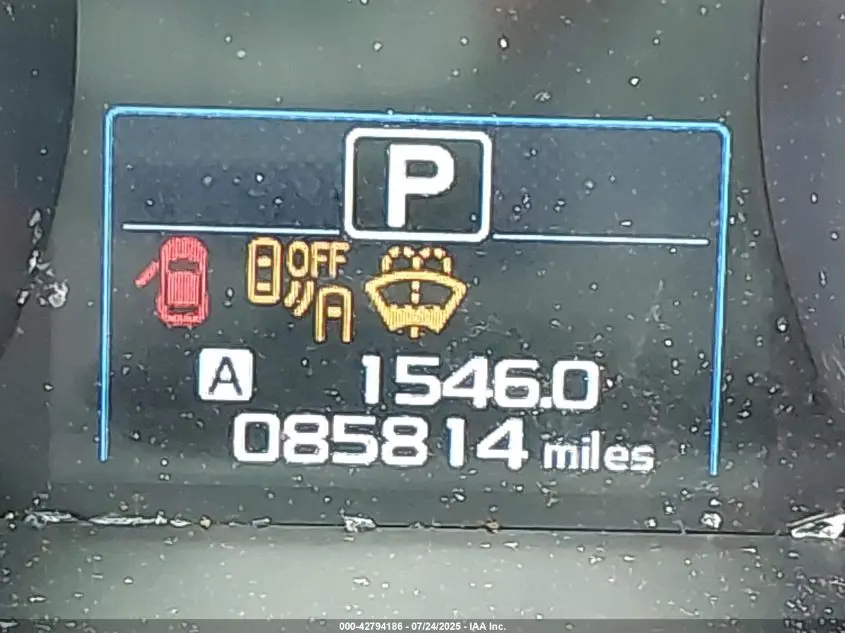 P
OFF
A 1546.0
085814 miles
000-42794186 - 07/24/2025 - IAA Inc.